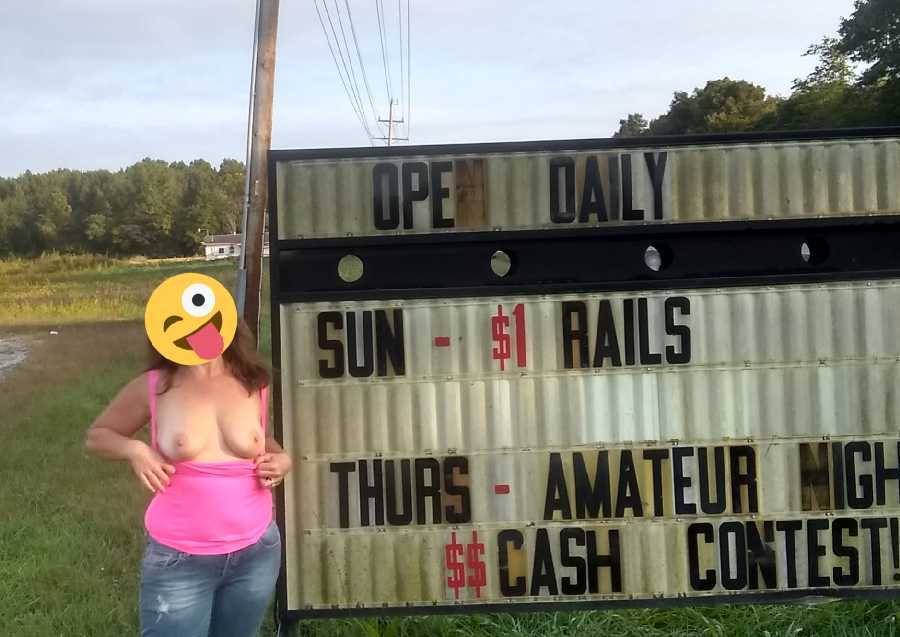 OPEN DAILY
SUN - $1 RAILS
THURS - AMATEUR NIGH
$$ CASH CONTEST!